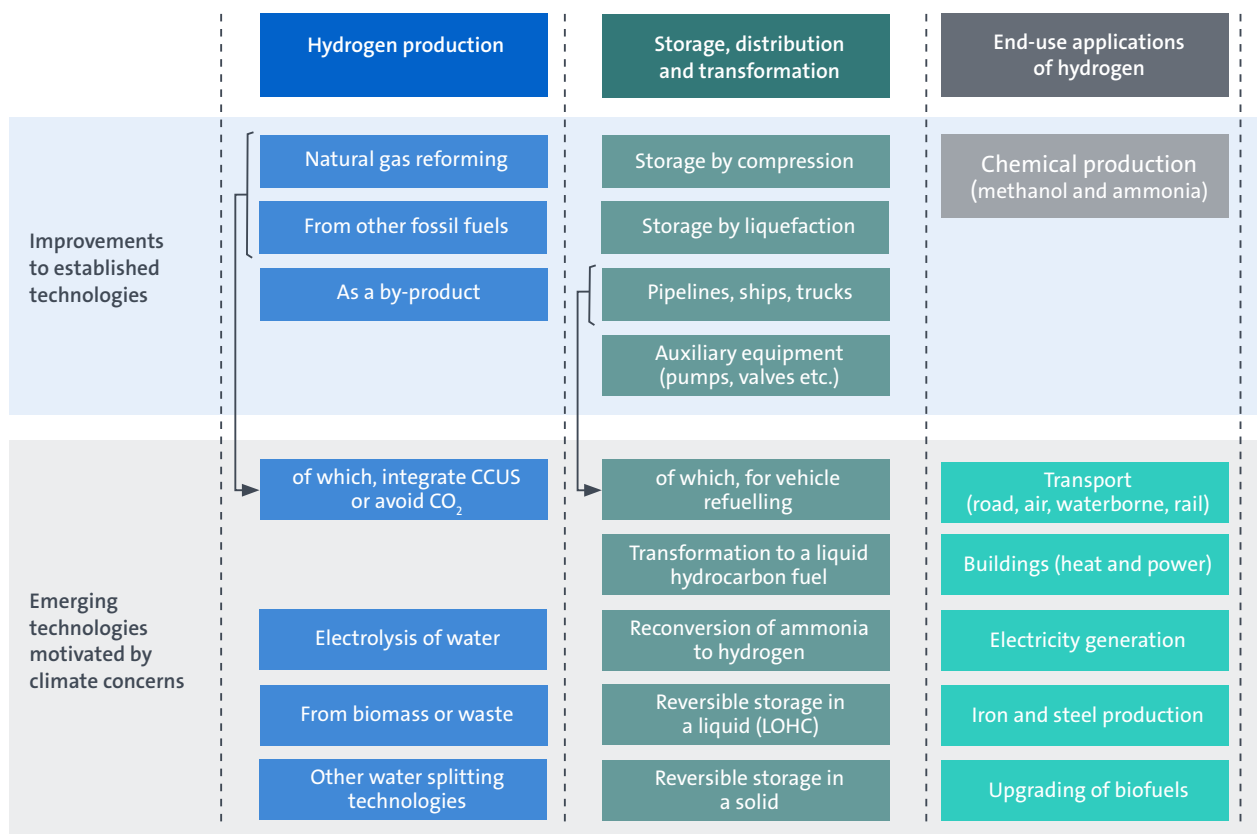 Hydrogen production
Storage, distribution
and transformation
End-use applications
of hydrogen
Improvements
to established
technologies
Natural gas reforming
From other fossil fuels
As a by-product
Storage by compression
Storage by liquefaction
Pipelines, ships, trucks
Auxiliary equipment
(pumps, valves etc.)
Chemical production
(methanol and ammonia)
Emerging
technologies
motivated by
climate concerns
of which, integrate CCUS
or avoid CO₂
Electrolysis of water
From biomass or waste
Other water splitting
technologies
of which, for vehicle
refuelling
Transformation to a liquid
hydrocarbon fuel
Reconversion of ammonia
to hydrogen
Reversible storage in
a liquid (LOHC)
Reversible storage in
a solid
Transport
(road, air, waterborne, rail)
Buildings (heat and power)
Electricity generation
Iron and steel production
Upgrading of biofuels